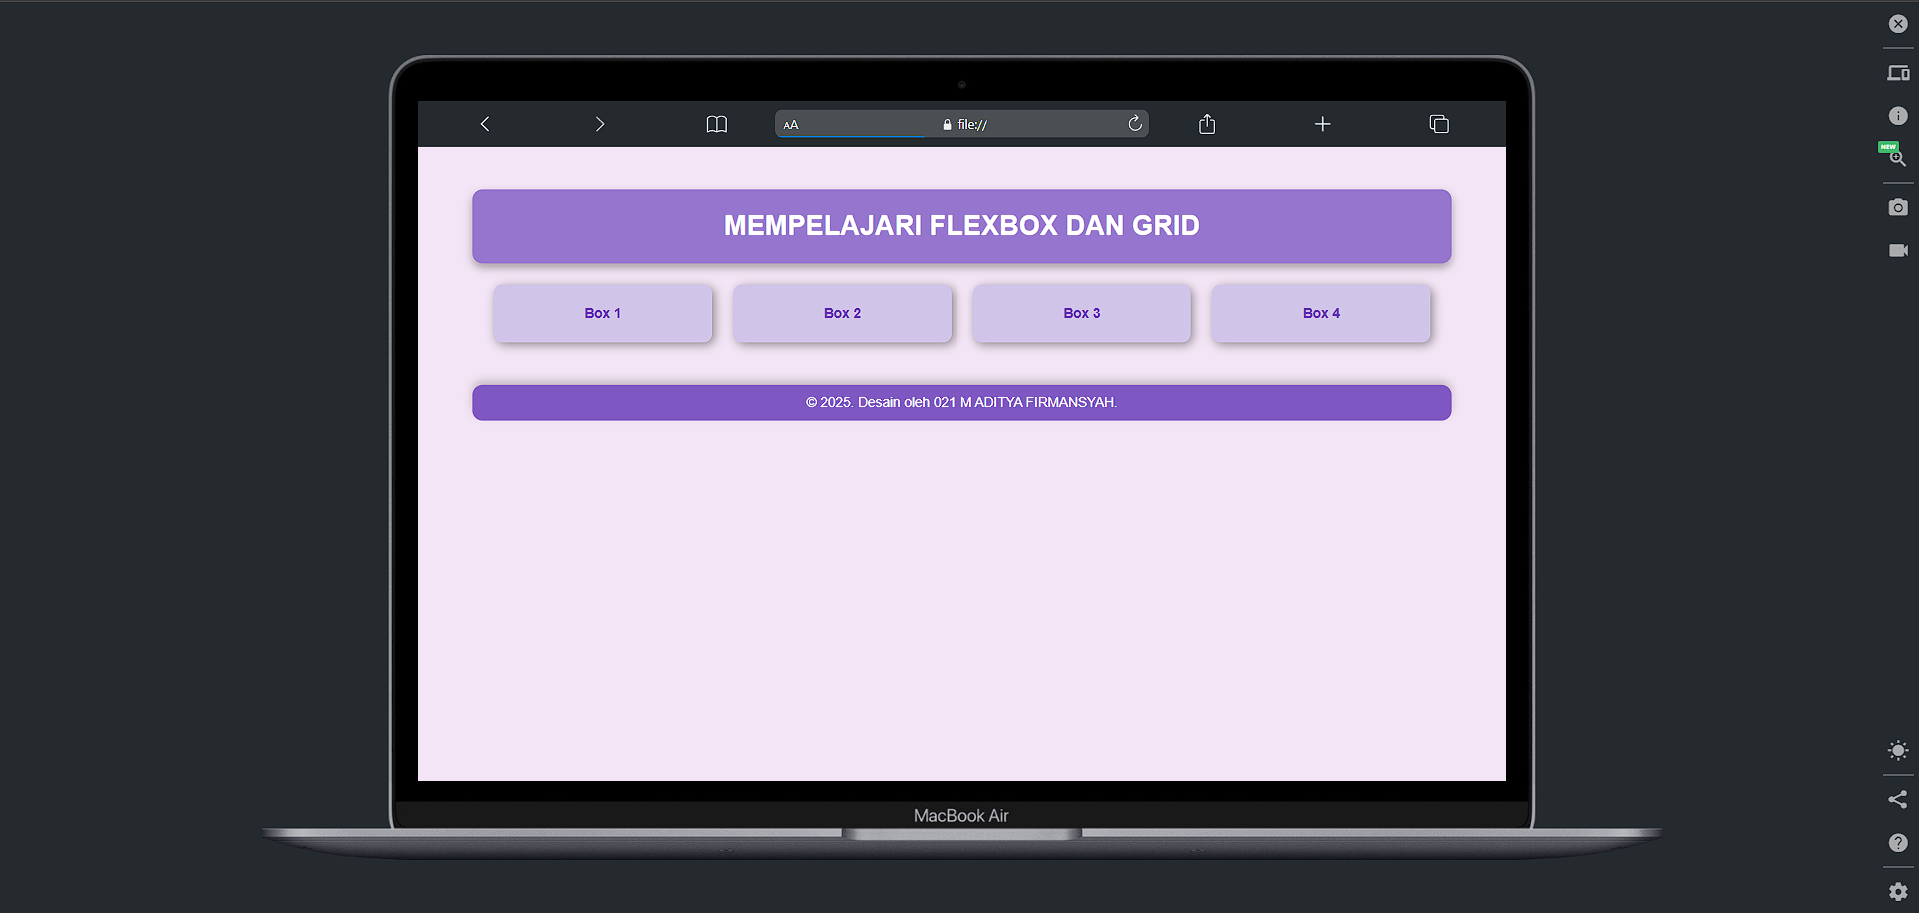 AA
file://
NEW
MEMPELAJARI FLEXBOX DAN GRID
Box 1
Box 2
Box 3
Box 4
© 2025. Desain oleh 021 M ADITYA FIRMANSYAH.
MacBook Air